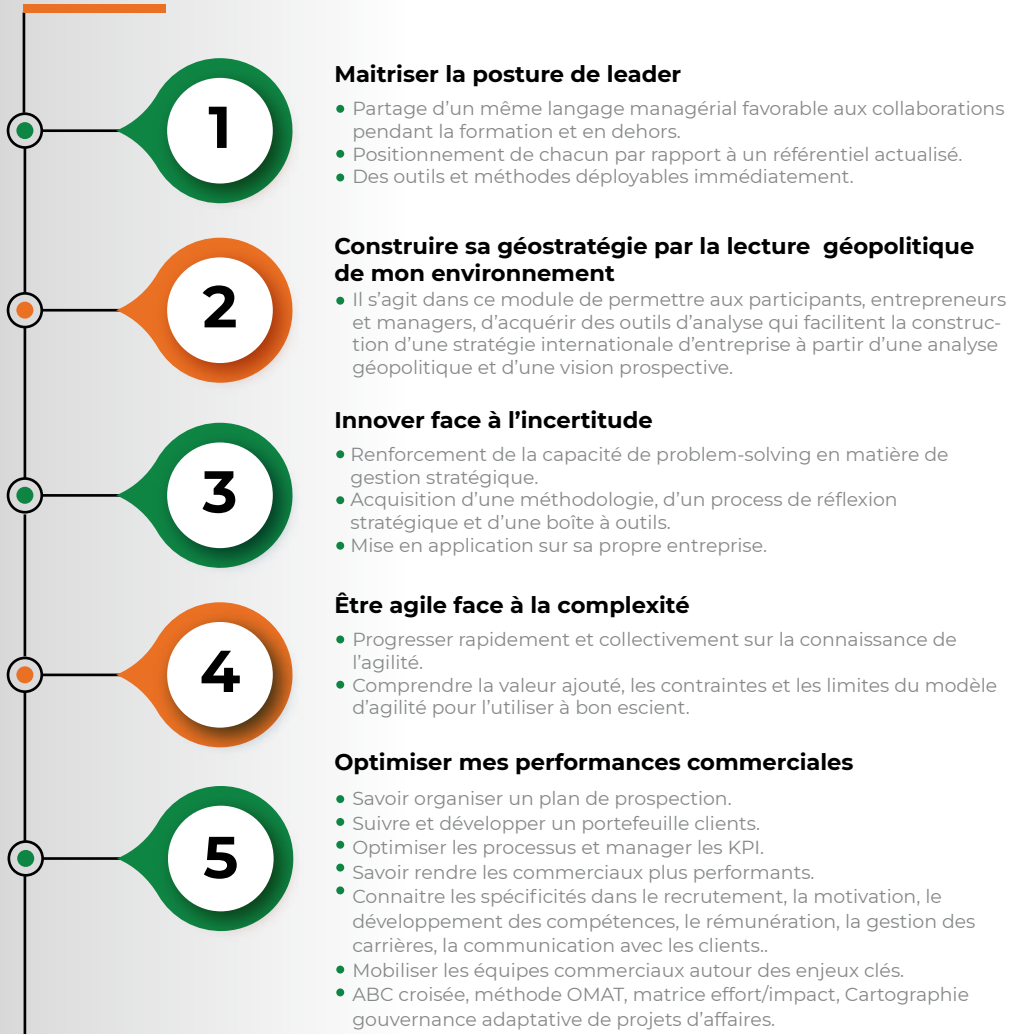 1
Maitriser la posture de leader
• Partage d’un même langage managérial favorable aux collaborations
pendant la formation et en dehors.
• Positionnement de chacun par rapport à un référentiel actualisé.
• Des outils et méthodes déployables immédiatement.
2
Construire sa géostratégie par la lecture  géopolitique
de mon environnement
• Il s’agit dans ce module de permettre aux participants, entrepreneurs
et managers, d’acquérir des outils d’analyse qui facilitent la construc-
tion d’une stratégie internationale d’entreprise à partir d’une analyse
géopolitique et d’une vision prospective.
3
Innover face à l’incertitude
• Renforcement de la capacité de problem-solving en matière de
gestion stratégique.
• Acquisition d’une méthodologie, d’un process de réflexion
stratégique et d’une boîte à outils.
• Mise en application sur sa propre entreprise.
4
Être agile face à la complexité
• Progresser rapidement et collectivement sur la connaissance de
l’agilité.
• Comprendre la valeur ajouté, les contraintes et les limites du modèle
d’agilité pour l’utiliser à bon escient.
5
Optimiser mes performances commerciales
• Savoir organiser un plan de prospection.
• Suivre et développer un portefeuille clients.
• Optimiser les processus et manager les KPI.
• Savoir rendre les commerciaux plus performants.
• Connaitre les spécificités dans le recrutement, la motivation, le
développement des compétences, le rémunération, la gestion des
carrières, la communication avec les clients..
• Mobiliser les équipes commerciaux autour des enjeux clés.
• ABC croisée, méthode OMAT, matrice effort/impact, Cartographie
gouvernance adaptative de projets d’affaires.